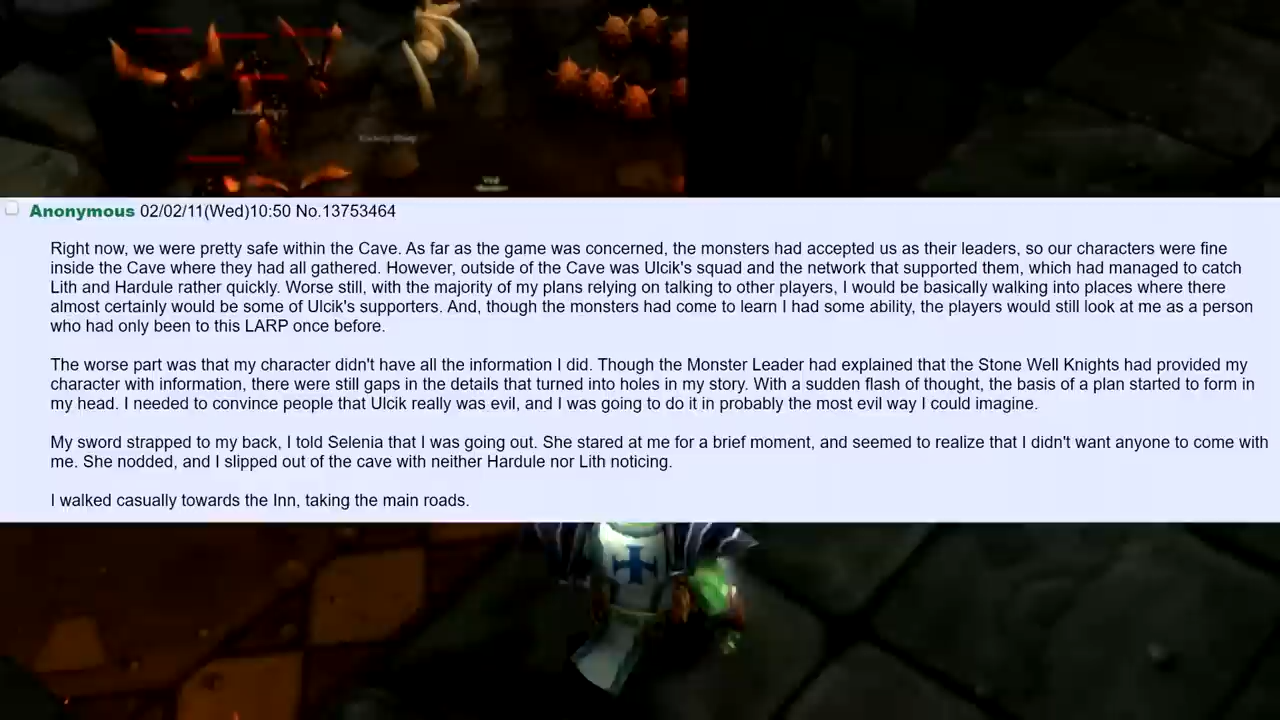 Anonymous 02/02/11(Wed)10:50 No.13753464
Right now, we were pretty safe within the Cave. As far as the game was concerned, the monsters had accepted us as their leaders, so our characters were fine
inside the Cave where they had all gathered. However, outside of the Cave was Ulcik's squad and the network that supported them, which had managed to catch
Lith and Hardule rather quickly. Worse still, with the majority of my plans relying on talking to other players, I would be basically walking into places where there
almost certainly would be some of Ulcik's supporters. And, though the monsters had come to learn I had some ability, the players would still look at me as a person
who had only been to this LARP once before.
The worse part was that my character didn't have all the information I did. Though the Monster Leader had explained that the Stone Well Knights had provided my
character with information, there were still gaps in the details that turned into holes in my story. With a sudden flash of thought, the basis of a plan started to form in
my head. I needed to convince people that Ulcik really was evil, and I was going to do it in probably the most evil way I could imagine.
My sword strapped to my back, I told Selenia that I was going out. She stared at me for a brief moment, and seemed to realize that I didn't want anyone to come with
me. She nodded, and I slipped out of the cave with neither Hardule nor Lith noticing.
I walked casually towards the Inn, taking the main roads.